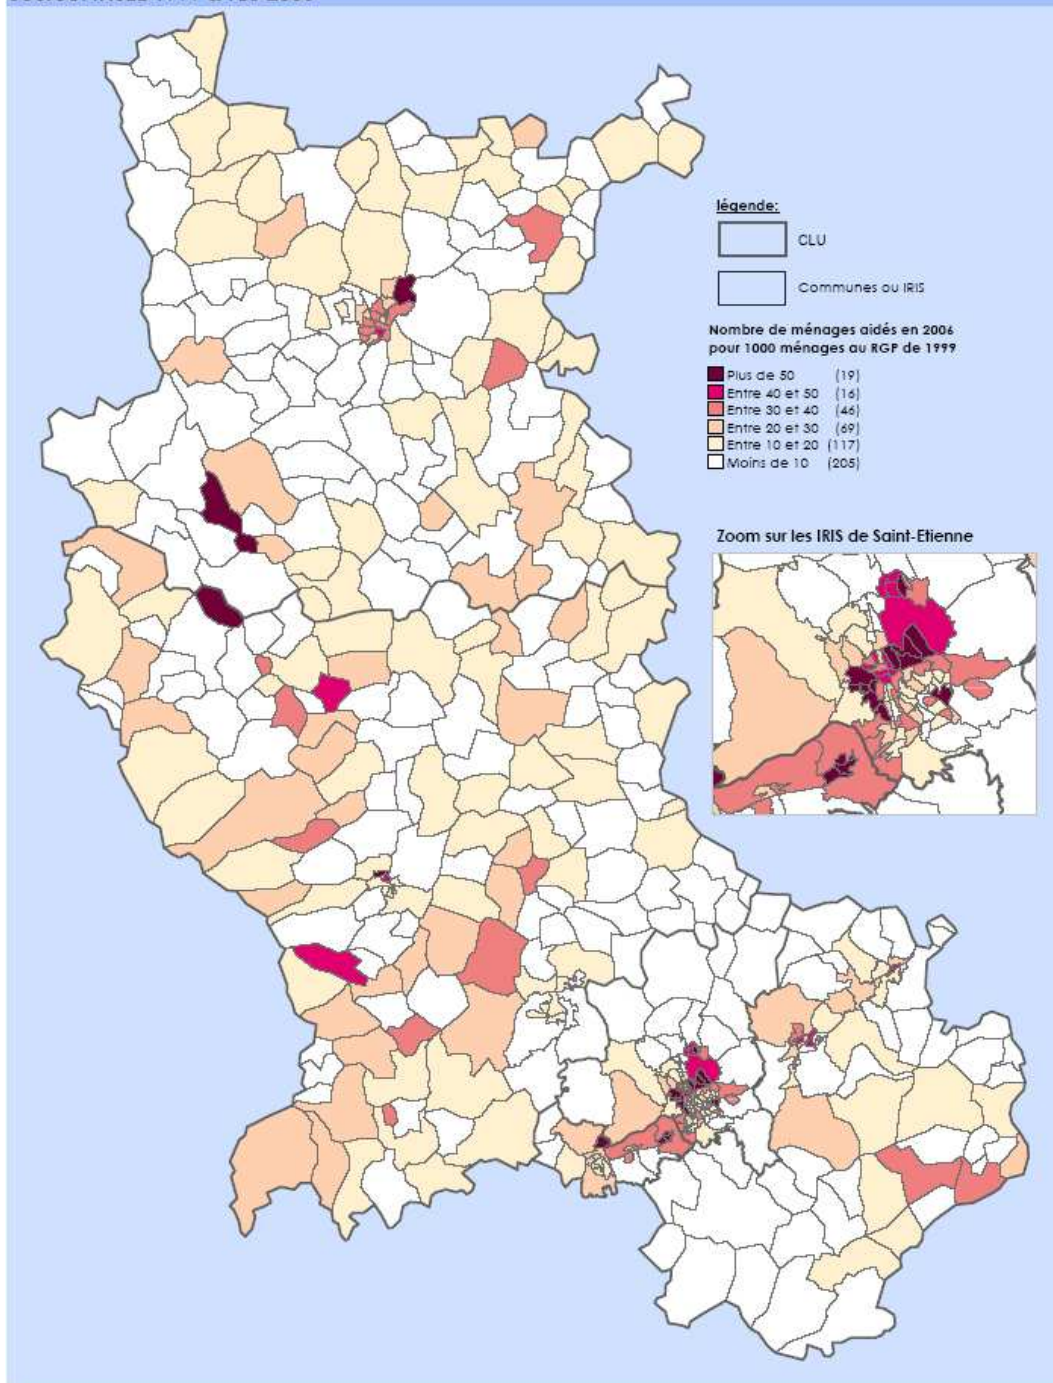 légende:
CLU
Communes ou IRIS
Nombre de ménages aidés en 2006
pour 1000 ménages au RGP de 1999
Plus de 50 (19)
Entre 40 et 50 (16)
Entre 30 et 40 (46)
Entre 20 et 30 (69)
Entre 10 et 20 (117)
Moins de 10 (205)
Zoom sur les IRIS de Saint-Etienne